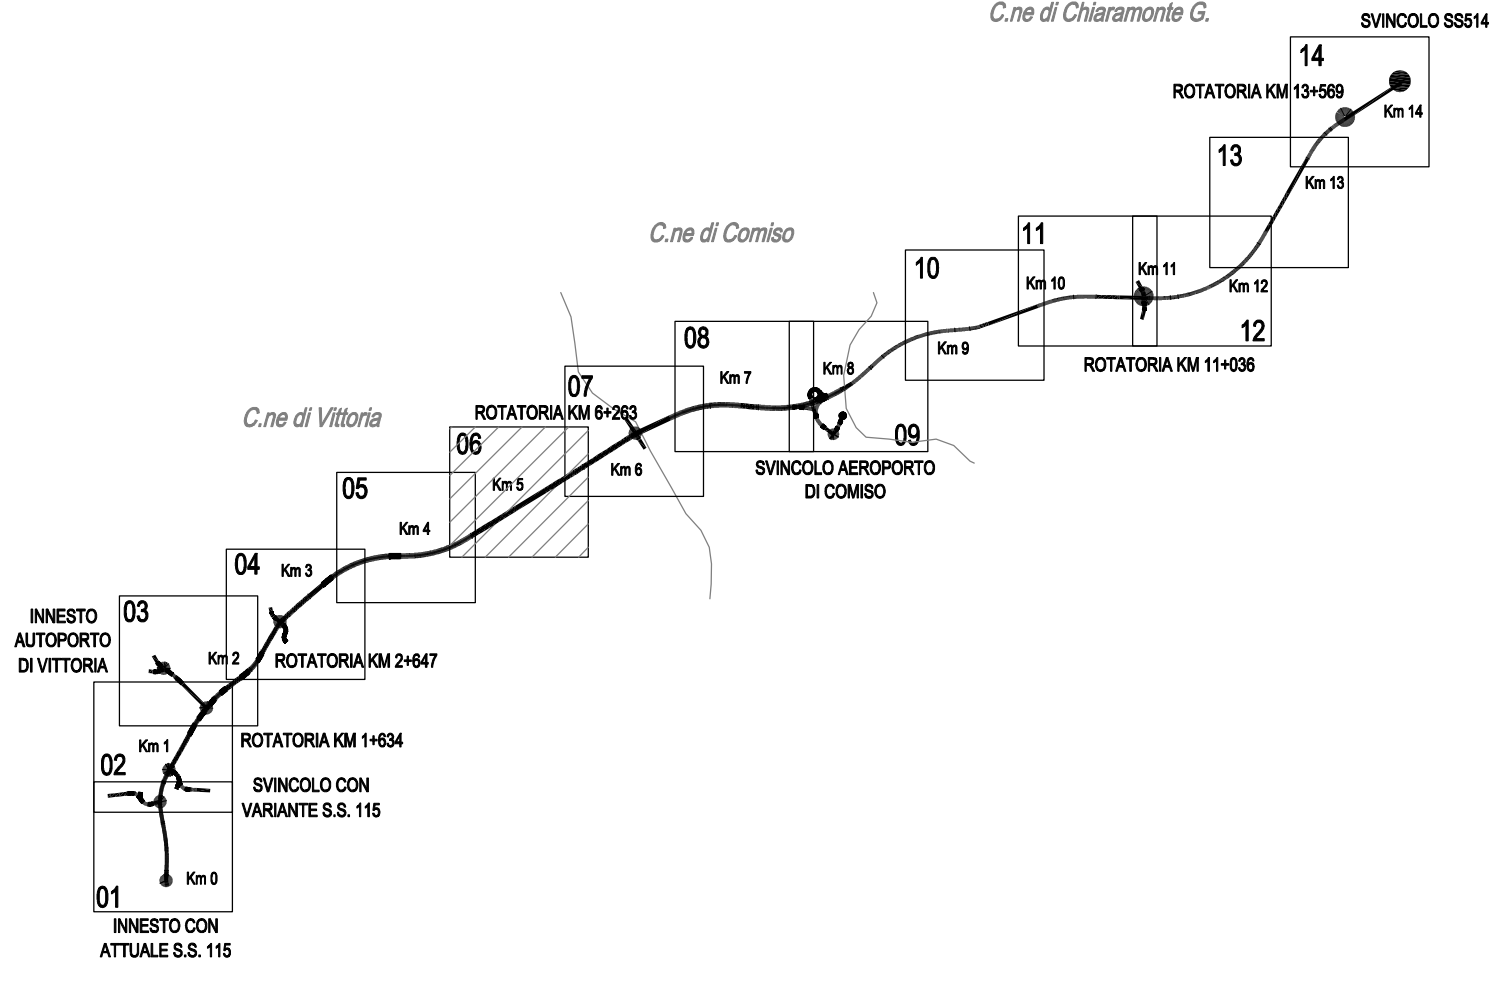 C.ne di Chiaramonte G.
SVINCOLO SS514
14
ROTATORIA KM 13+569
Km 14
13
Km 13
C.ne di Comiso
11
10
Km 11
Km 10
Km 12
12
08
Km 9
ROTATORIA KM 11+036
Km 8
Km 7
07
C.ne di Vittoria
ROTATORIA KM 6+263
09
06
Km 6
SVINCOLO AEROPORTO
DI COMISO
05
Km 5
Km 4
04
Km 3
03
INNESTO
AUTOPORTO
DI VITTORIA
Km 2
ROTATORIA KM 2+647
ROTATORIA KM 1+634
Km 1
02
SVINCOLO CON
VARIANTE S.S. 115
Km 0
01
INNESTO CON
ATTUALE S.S. 115